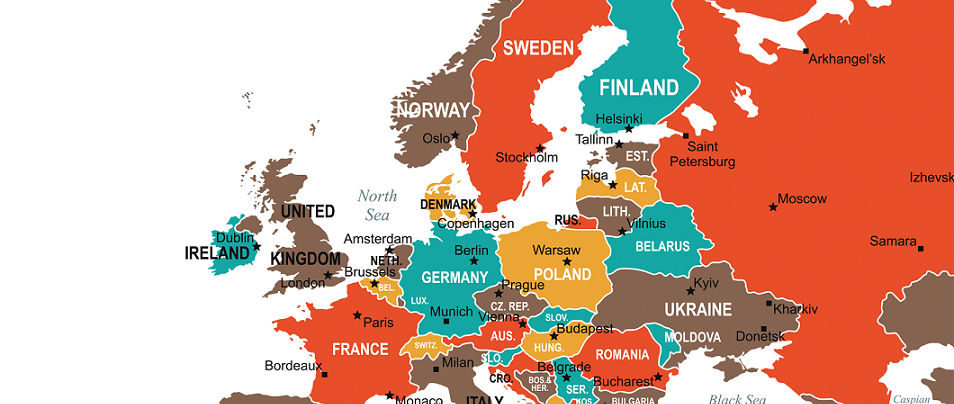 SWEDEN
FINLAND
Arkhangel'sk
NORWAY
Helsinki
Oslo
Tallinn
Stockholm
EST.
Saint
Petersburg
Riga
LAT.
Izhevsk
North
Sea
DENMARK
Copenhagen
Moscow
UNITED
KINGDOM
LITH.
RUS.
Vilnius
Dublin
IRELAND
Amsterdam
NETH.
Berlin
Warsaw
BELARUS
Samara
London
Brussels
BEL.
GERMANY
POLAND
Prague
Kyiv
LUX.
CZ. REP.
UKRAINE
Kharkiv
Paris
Munich
Vienna
SLOV.
Budapest
Donetsk
AUS.
MOLDOVA
FRANCE
SWITZ.
HUNG.
ROMANIA
Bordeaux
Milan
SLO.
Belgrade
CRO.
BOS.&
HER.
SER.
Bucharest
Monaco
ITALY
KOS.
BULGARIA
Black Sea
Caspian